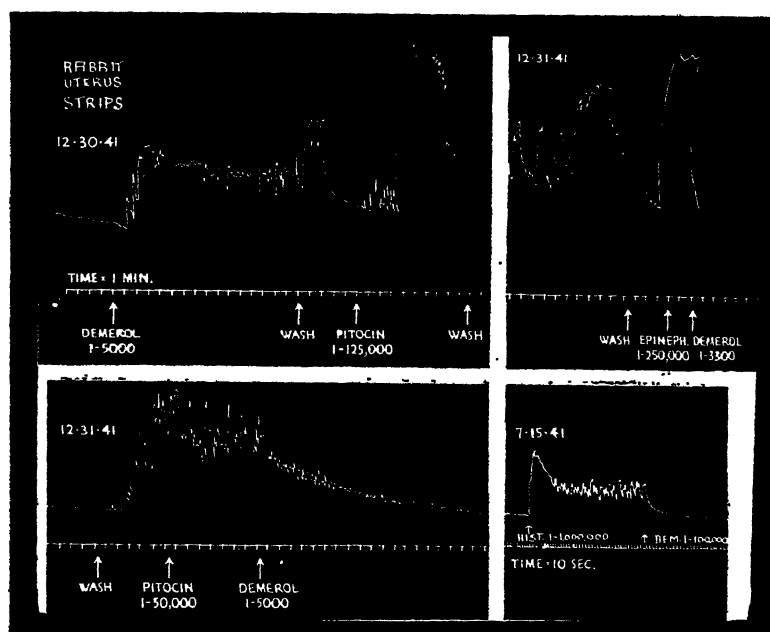 RABBIT
UTERUS
STRIPS
12-30-41
TIME = 1 MIN.
DEMEROL
1-5000
WASH
PITOCIN
1-125,000
WASH
12-31-41
WASH
EPINEPH.
1-250,000
DEMEROL
1-3300
12-31-41
WASH
PITOCIN
1-50,000
DEMEROL
1-5000
7-15-41
HIST. 1-1,000,000
DEM. 1-100,000
TIME = 10 SEC.